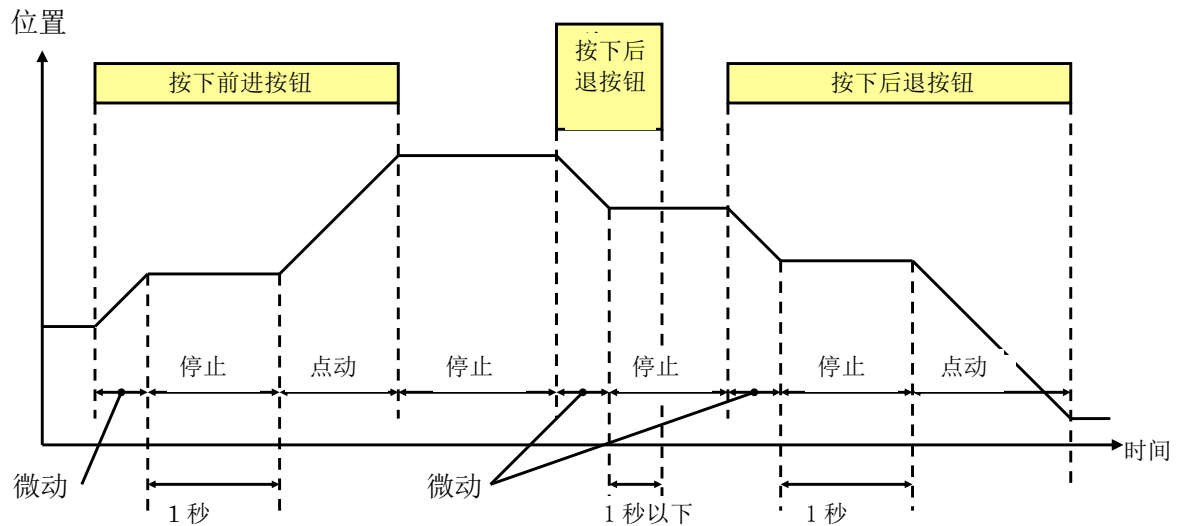 位置
按下前进按钮
按下后
退按钮
按下后退按钮
停止
点动
停止
停止
停止
点动
时间
微动
微动
1秒
1秒以下
1秒